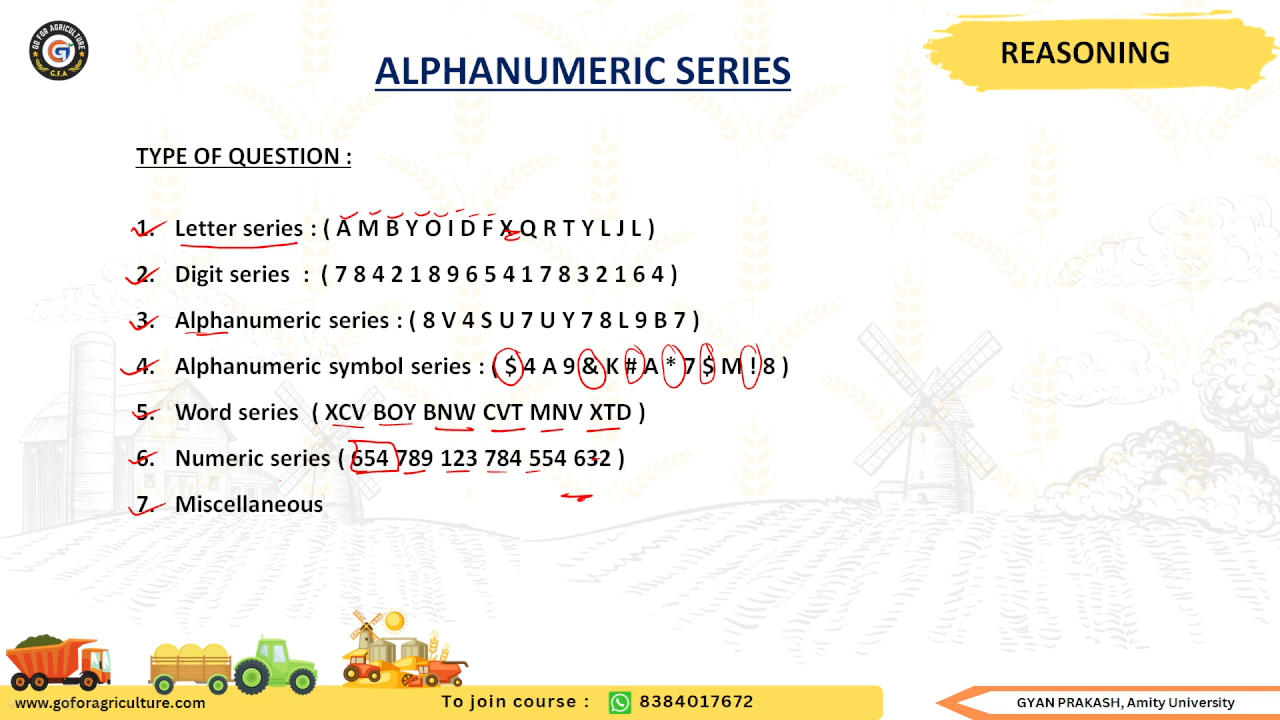 GO FOR AGRICULTURE
G
G.F.A
REASONING
ALPHANUMERIC SERIES
TYPE OF QUESTION :
1. Letter series : ( A M B Y O I D F X Q R T Y L J L )
2. Digit series : ( 7 8 4 2 1 8 9 6 5 4 1 7 8 3 2 1 6 4 )
3. Alphanumeric series : ( 8 V 4 S U 7 U Y 7 8 L 9 B 7 )
4. Alphanumeric symbol series : ( $ 4 A 9 & K # A * 7 $ M ! 8 )
5. Word series ( XCV BOY BNW CVT MNV XTD )
6. Numeric series ( 654 789 123 784 554 632 )
7. Miscellaneous
www.goforagriculture.com
To join course : 8384017672
GYAN PRAKASH, Amity University